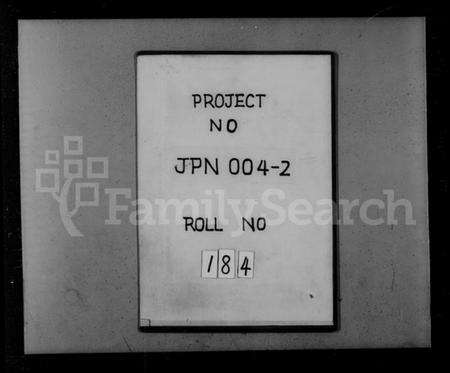 PROJECT
NO
JPN 004-2
FamilySearch
ROLL NO
184